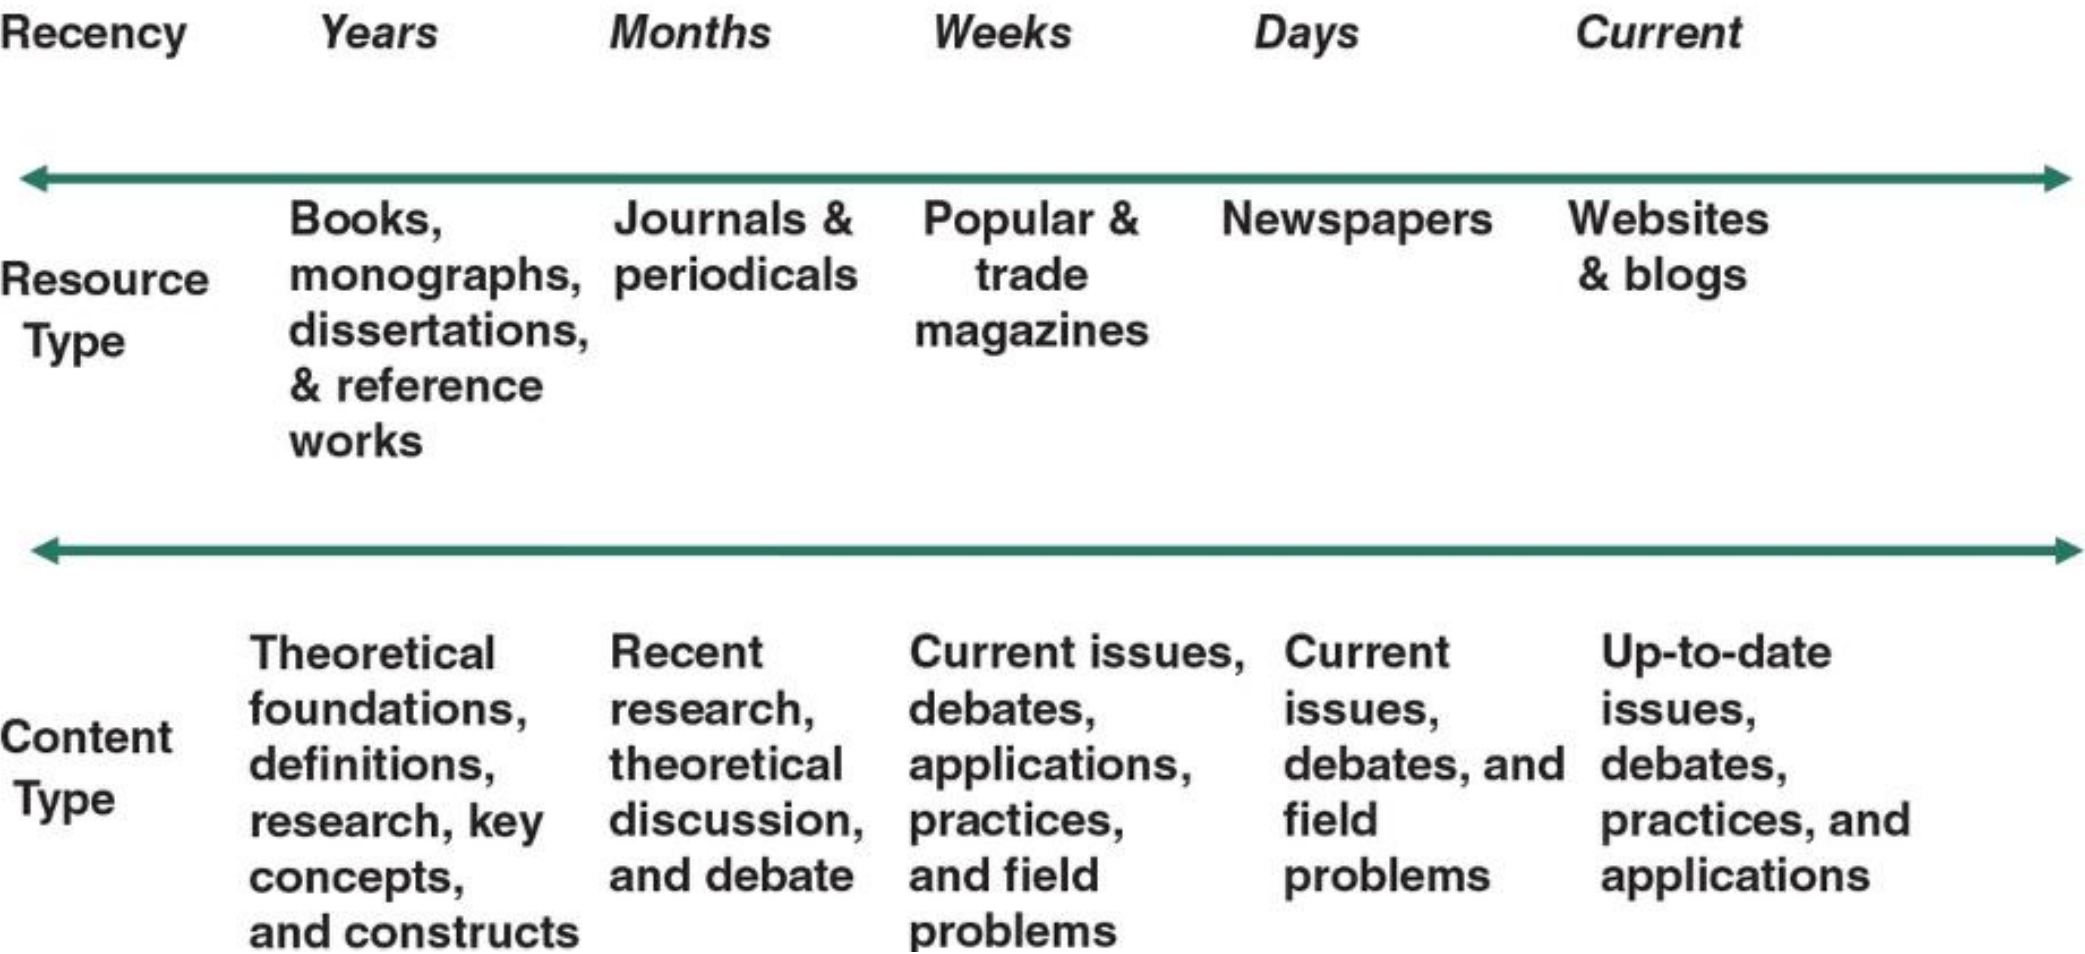 Recency Years Months Weeks Days Current
Resource Type
Books,
monographs,
dissertations,
& reference
works
Journals &
periodicals
Popular &
trade
magazines
Newspapers
Websites
& blogs
Content
Type
Theoretical
foundations,
definitions,
research, key
concepts,
and constructs
Recent
research,
theoretical
discussion,
and debate
Current issues,
debates,
applications,
practices,
and field
problems
Current
issues,
debates, and
field
problems
Up-to-date
issues,
debates,
practices, and
applications